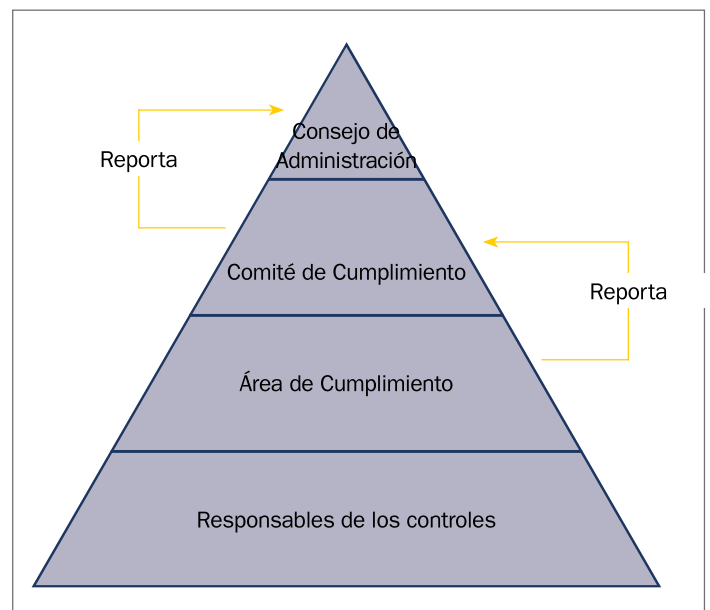 Consejo de
Administración
Reporta
Comité de Cumplimiento
Reporta
Área de Cumplimiento
Responsables de los controles